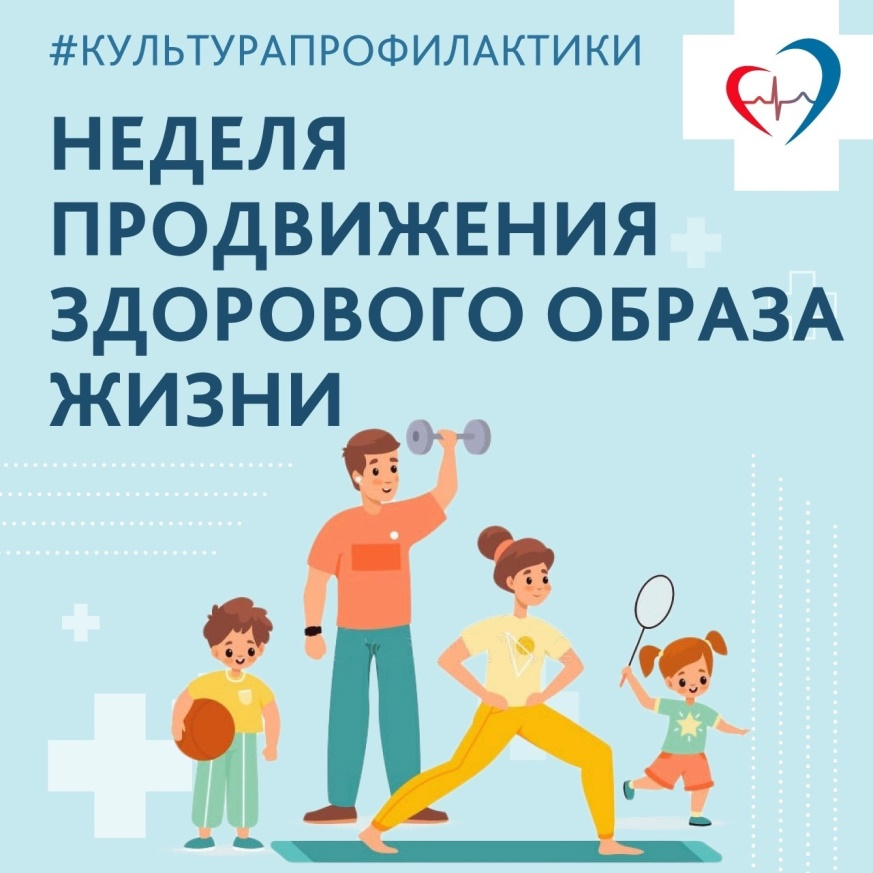 #КУЛЬТУРАПРОФИЛАКТИКИ
НЕДЕЛЯ
ПРОДВИЖЕНИЯ
ЗДОРОВОГО ОБРАЗА
ЖИЗНИ